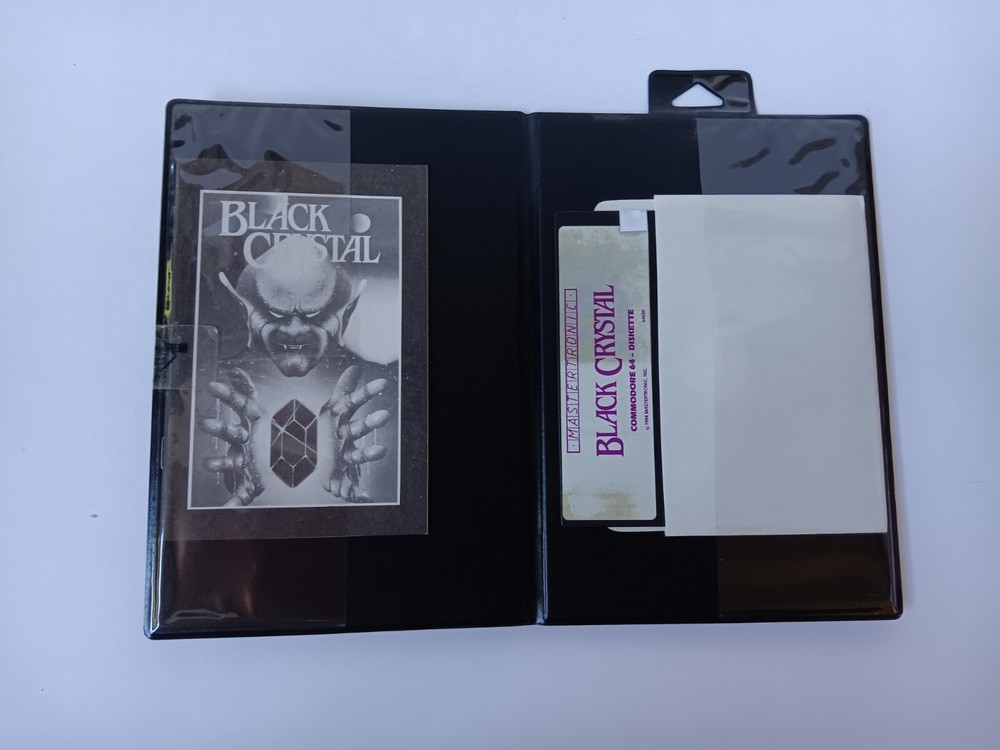 BLACK
CRYSTAL
MASTERTRONIC
BLACK CRYSTAL
COMMODORE 64 - DISKETTE